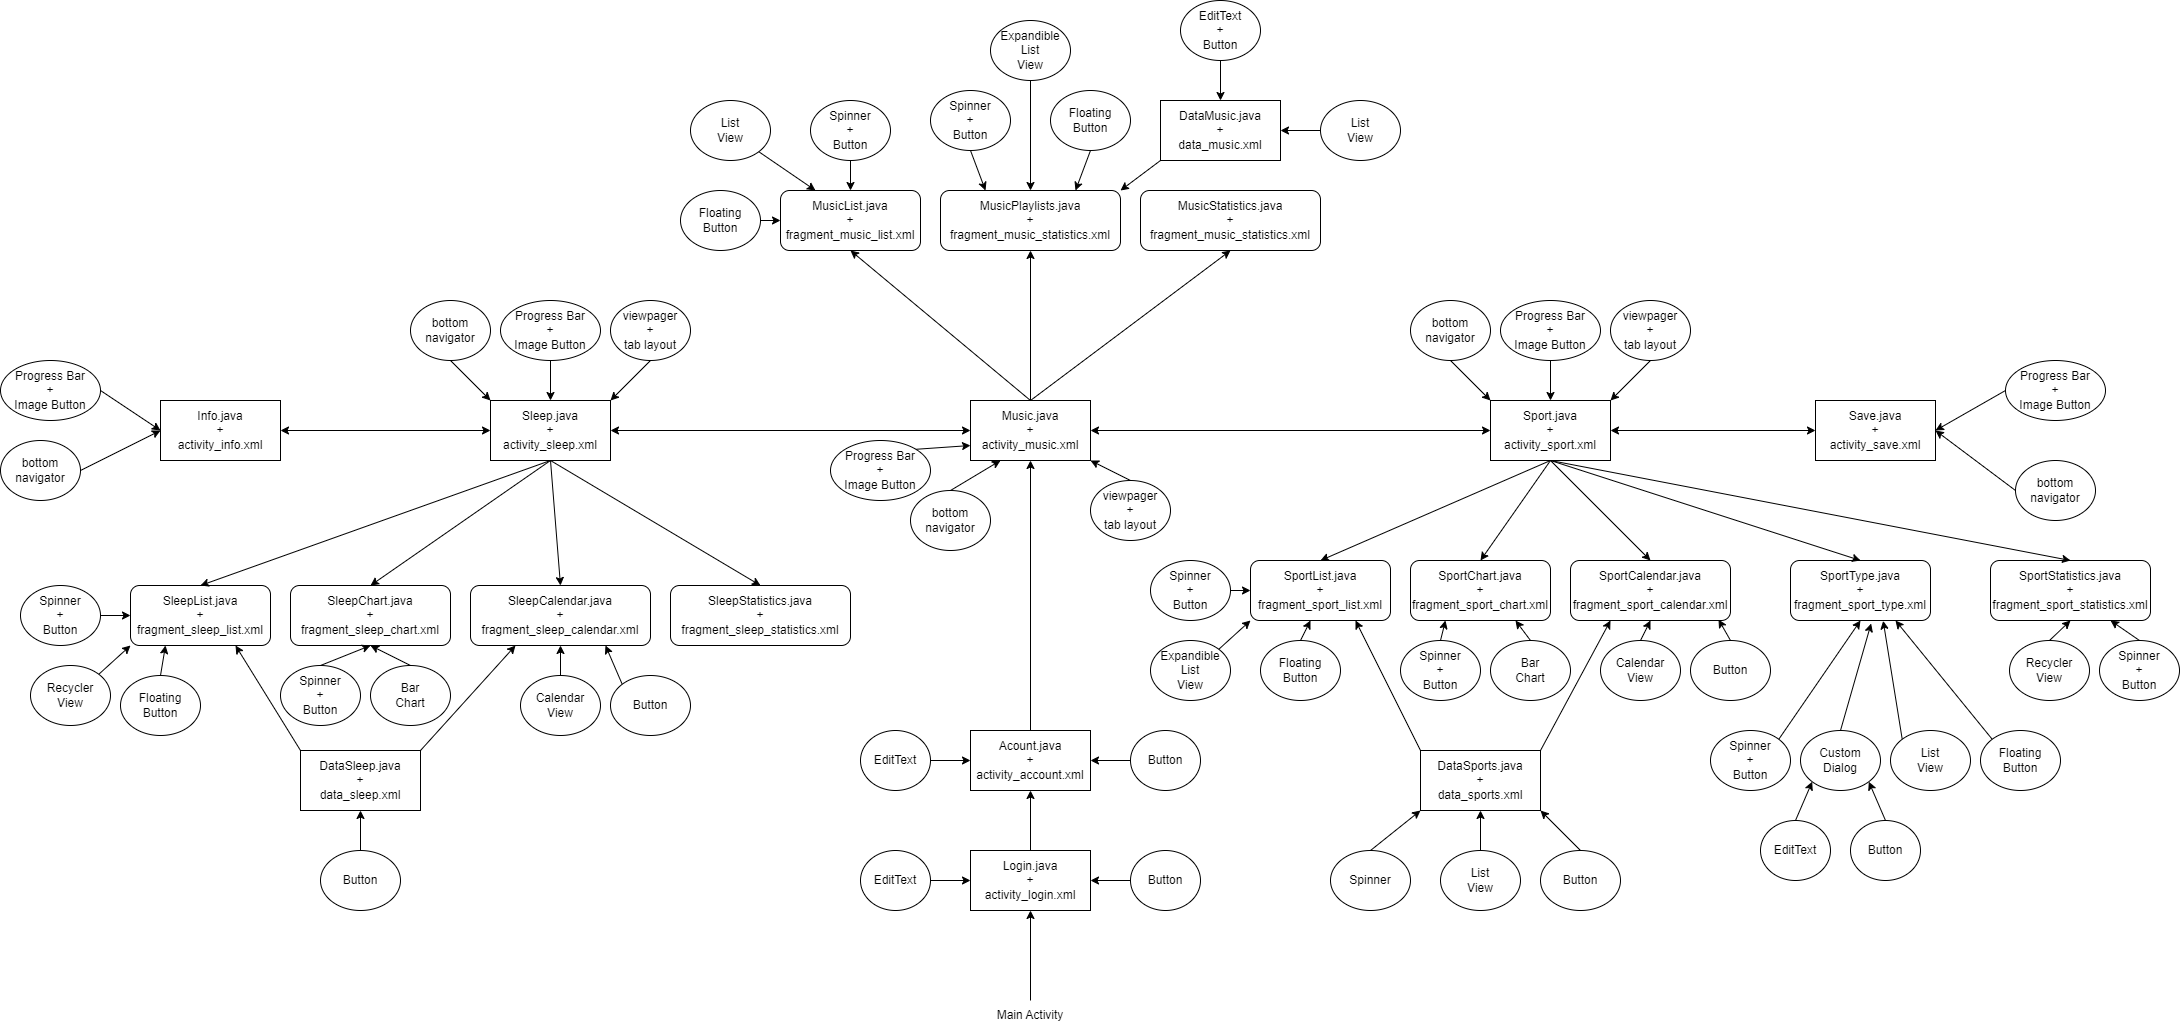 EditText
+
Button
Expandible
List
View
List
View
Spinner
+
Button
Spinner
+
Button
Floating
Button
DataMusic.java
+
data_music.xml
List
View
Floating
Button
MusicList.java
+
fragment_music_list.xml
MusicPlaylists.java
+
fragment_music_statistics.xml
MusicStatistics.java
+
fragment_music_statistics.xml
bottom
navigator
Progress Bar
+
Image Button
viewpager
+
tab layout
bottom
navigator
Progress Bar
+
Image Button
viewpager
+
tab layout
Progress Bar
+
Image Button
Progress Bar
+
Image Button
Info.java
+
activity_info.xml
Sleep.java
+
activity_sleep.xml
Music.java
+
activity_music.xml
Sport.java
+
activity_sport.xml
Save.java
+
activity_save.xml
bottom
navigator
Progress Bar
+
Image Button
bottom
navigator
viewpager
+
tab layout
bottom
navigator
Spinner
+
Button
SleepList.java
+
fragment_sleep_list.xml
SleepChart.java
+
fragment_sleep_chart.xml
SleepCalendar.java
+
fragment_sleep_calendar.xml
SleepStatistics.java
+
fragment_sleep_statistics.xml
Spinner
+
Button
SportList.java
+
fragment_sport_list.xml
SportChart.java
+
fragment_sport_chart.xml
SportCalendar.java
+
fragment_sport_calendar.xml
SportType.java
+
fragment_sport_type.xml
SportStatistics.java
+
fragment_sport_statistics.xml
Recycler
View
Floating
Button
Spinner
+
Button
Bar
Chart
Calendar
View
Button
Expandible
List
View
Floating
Button
Spinner
+
Button
Bar
Chart
Calendar
View
Button
Recycler
View
Spinner
+
Button
DataSleep.java
+
data_sleep.xml
EditText
Acount.java
+
activity_account.xml
Button
DataSports.java
+
data_sports.xml
Spinner
+
Button
Custom
Dialog
List
View
Floating
Button
Button
EditText
Login.java
+
activity_login.xml
Button
Spinner
List
View
Button
EditText
Button
Main Activity